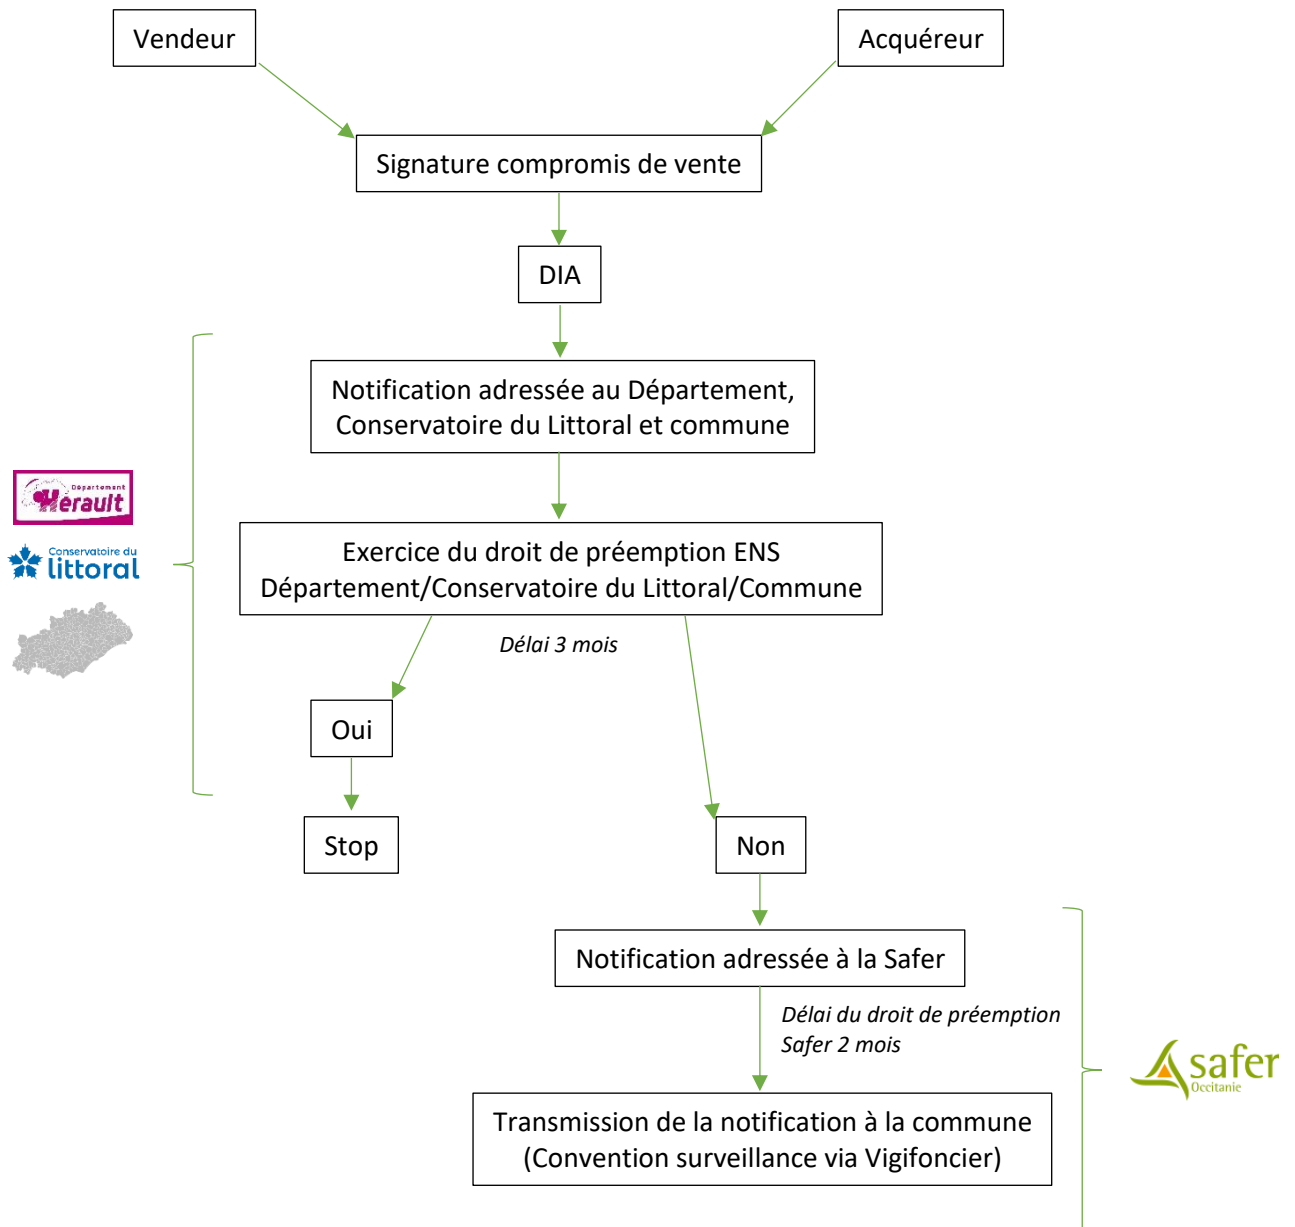 Vendeur
Acquéreur
Signature compromis de vente
DIA
Notification adressée au Département,
Conservatoire du Littoral et commune
Département
Hérault
Conservatoire du
littoral
Exercice du droit de préemption ENS
Département/Conservatoire du Littoral/Commune
Délai 3 mois
Oui
Stop
Non
Notification adressée à la Safer
Délai du droit de préemption
Safer 2 mois
safer
Occitanie
Transmission de la notification à la commune
(Convention surveillance via Vigifoncier)